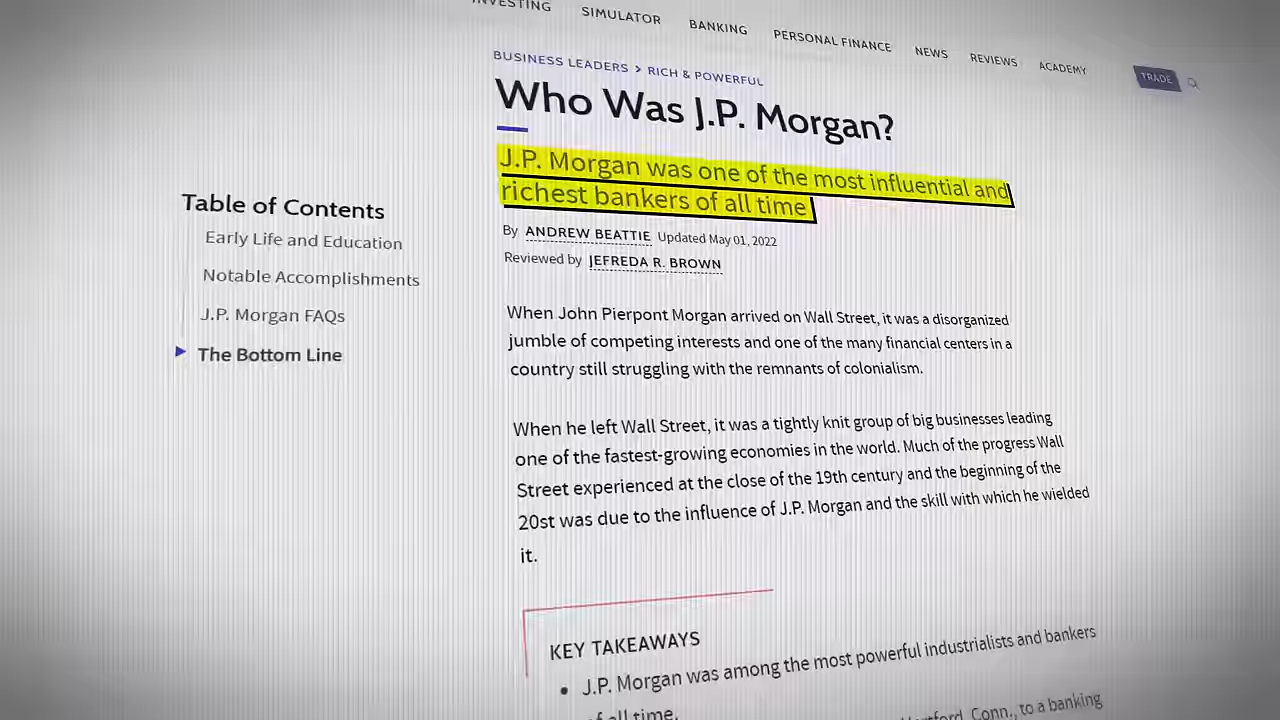 INVESTING SIMULATOR BANKING PERSONAL FINANCE NEWS REVIEWS ACADEMY TRADE
BUSINESS LEADERS > RICH & POWERFUL
Who Was J.P. Morgan?
J.P. Morgan was one of the most influential and
richest bankers of all time
By ANDREW BEATTIE Updated May 01, 2022
Reviewed by JEFREDA R. BROWN
Table of Contents
Early Life and Education
Notable Accomplishments
J.P. Morgan FAQs
The Bottom Line
When John Pierpont Morgan arrived on Wall Street, it was a disorganized
jumble of competing interests and one of the many financial centers in a
country still struggling with the remnants of colonialism.
When he left Wall Street, it was a tightly knit group of big businesses leading
one of the fastest-growing economies in the world. Much of the progress Wall
Street experienced at the close of the 19th century and the beginning of the
20st was due to the influence of J.P. Morgan and the skill with which he wielded
it.
KEY TAKEAWAYS
• J.P. Morgan was among the most powerful industrialists and bankers
of all time.
Conn., to a banking